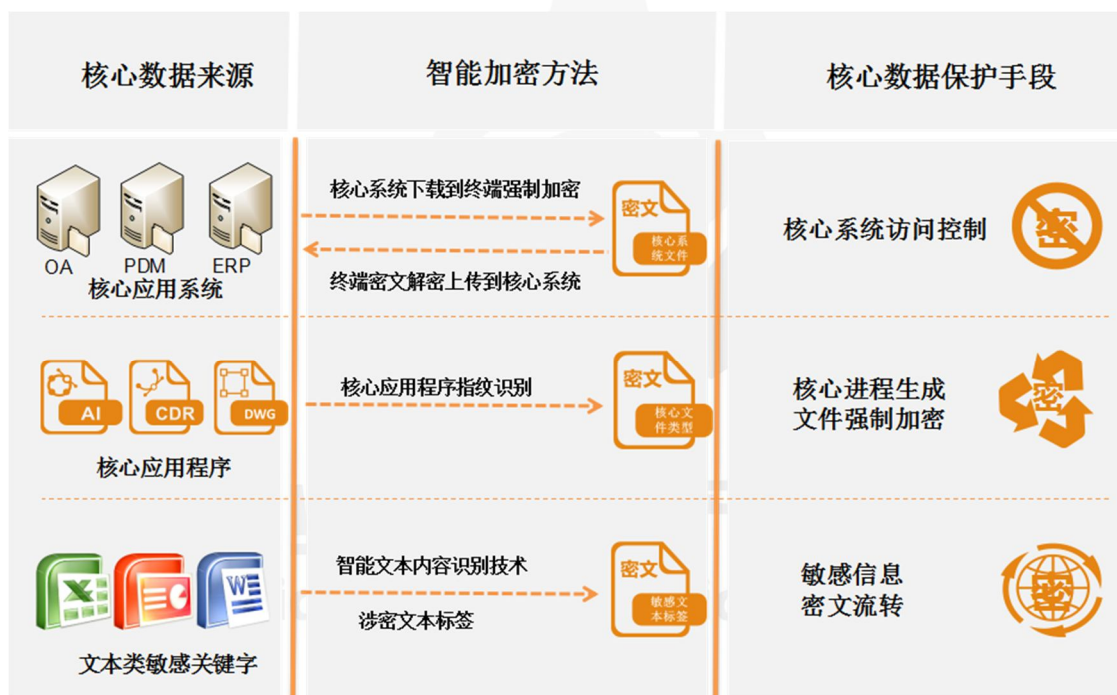 核心数据来源
智能加密方法
核心数据保护手段
OA
PDM
ERP
核心应用系统
核心系统下载到终端强制加密
终端密文解密上传到核心系统
密文
核心系
统文件
核心系统访问控制
密
AI
CDR
DWG
核心应用程序
核心应用程序指纹识别
密文
核心文
件类型
核心进程生成
文件强制加密
密
文本类敏感关键字
智能文本内容识别技术
涉密文本标签
密文
敏感文
本标签
敏感信息
密文流转
密